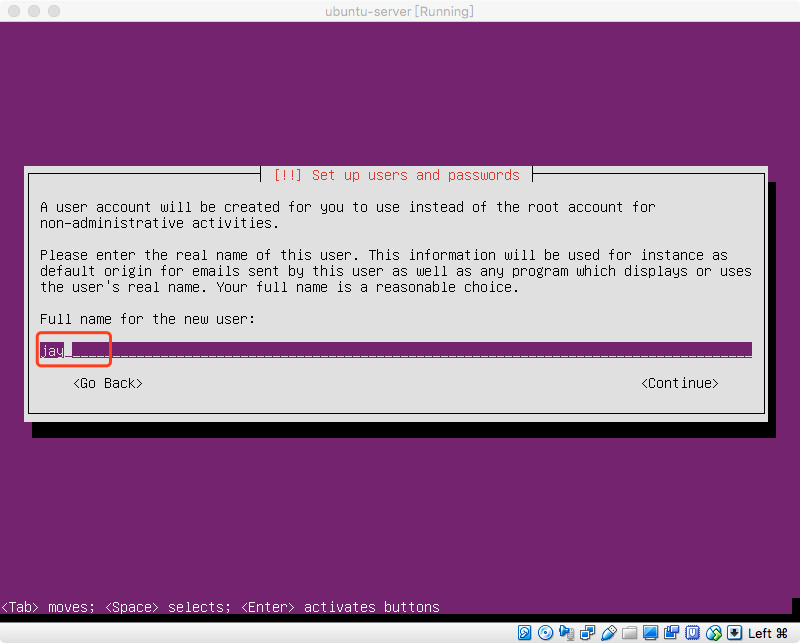 ubuntu-server [Running]
[!!] Set up users and passwords
A user account will be created for you to use instead of the root account for
non-administrative activities.
Please enter the real name of this user. This information will be used for instance as
default origin for emails sent by this user as well as any program which displays or uses
the user's real name. Your full name is a reasonable choice.
Full name for the new user:
jay
<Go Back> <Continue>
<Tab> moves; <Space> selects; <Enter> activates buttons
Left ⌘